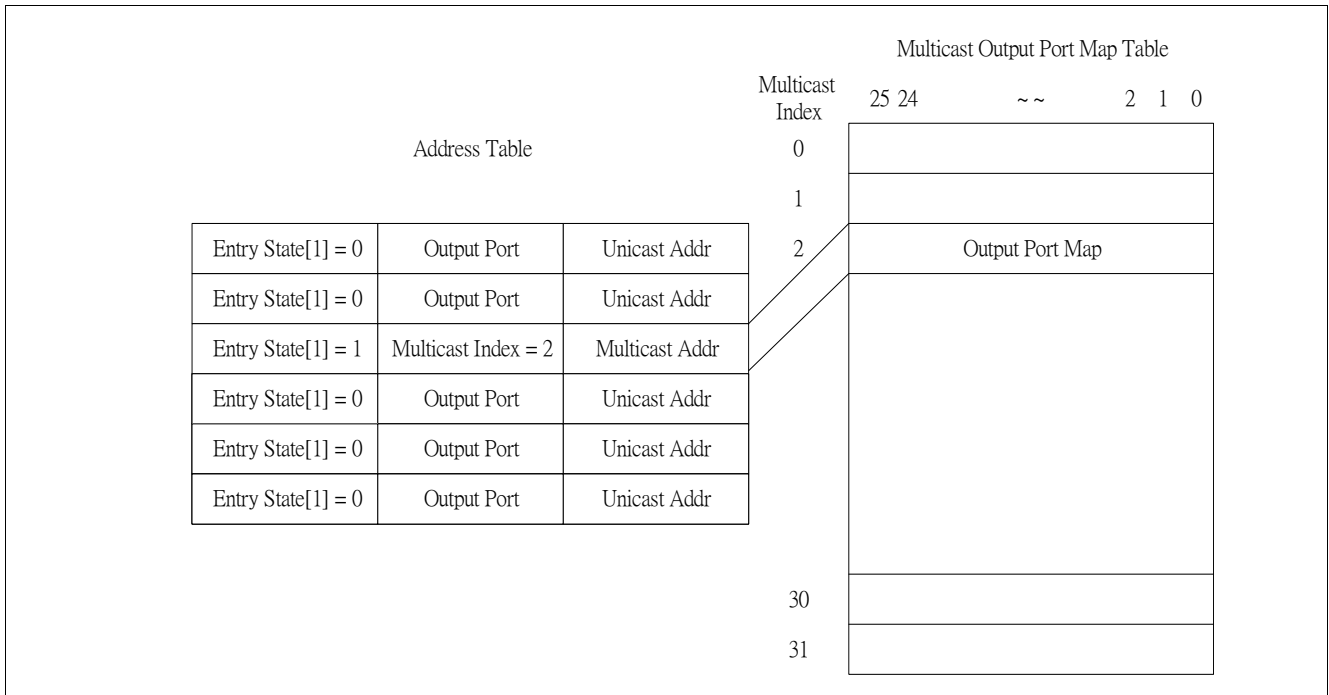 Multicast Output Port Map Table
Multicast
Index
25 24 ~ ~ 2 1 0
Address Table
0
1
Entry State[1] = 0 Output Port Unicast Addr
2 Output Port Map
Entry State[1] = 0 Output Port Unicast Addr
Entry State[1] = 1 Multicast Index = 2 Multicast Addr
Entry State[1] = 0 Output Port Unicast Addr
Entry State[1] = 0 Output Port Unicast Addr
Entry State[1] = 0 Output Port Unicast Addr
30
31